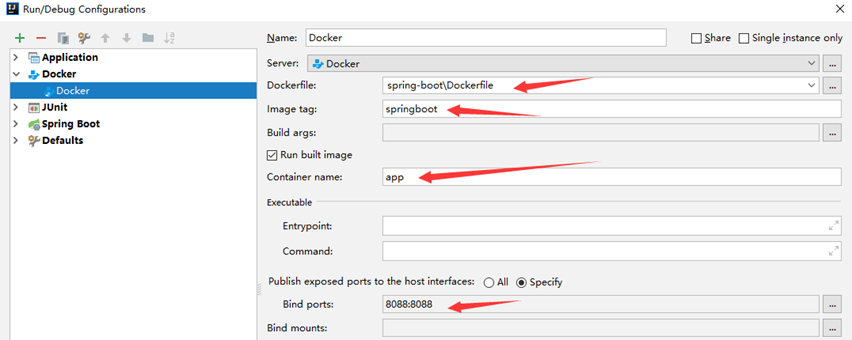 Run/Debug Configurations
Name: Docker
Share
Single instance only
Application
Docker
Docker
JUnit
Spring Boot
Defaults
Server: Docker
Dockerfile: spring-boot\Dockerfile
Image tag: springboot
Build args:
Run built image
Container name: app
Executable
Entrypoint:
Command:
Publish exposed ports to the host interfaces: All Specify
Bind ports: 8088:8088
Bind mounts: